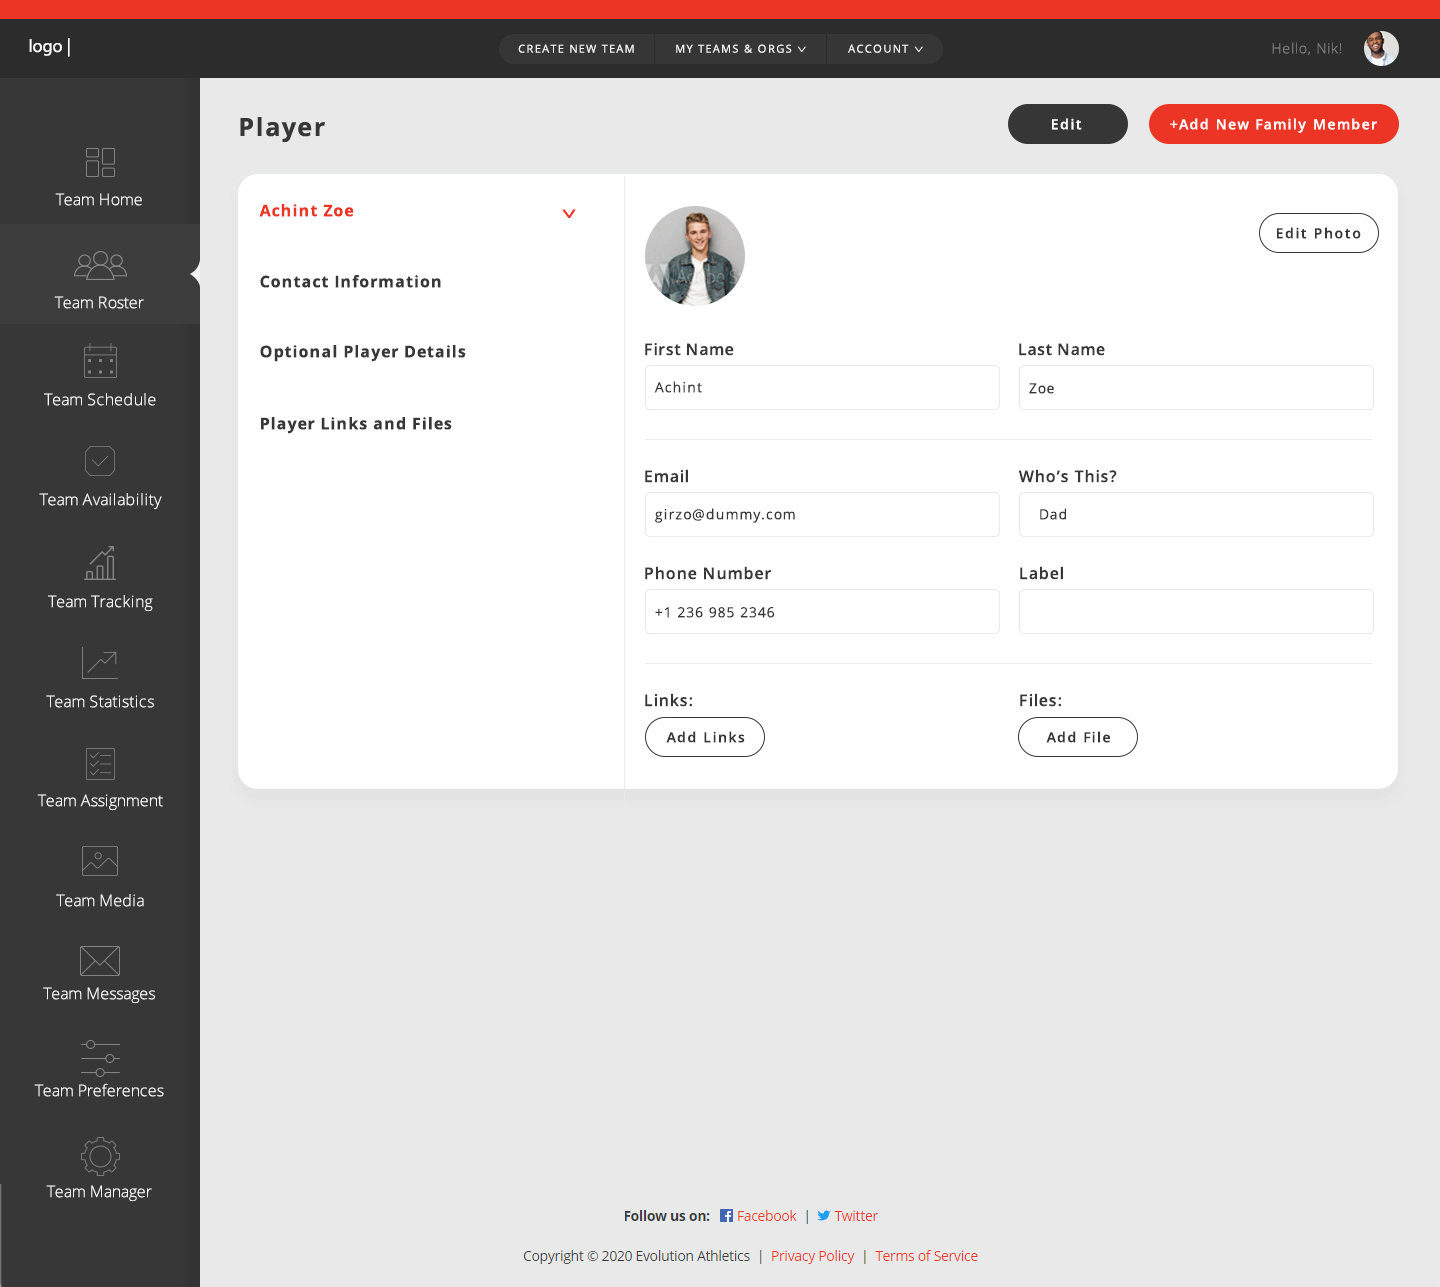 logo |
CREATE NEW TEAM
MY TEAMS & ORGS
ACCOUNT
Hello, Nik!
Team Home
Team Roster
Team Schedule
Team Availability
Team Tracking
Team Statistics
Team Assignment
Team Media
Team Messages
Team Preferences
Team Manager
Player
Edit
+Add New Family Member
Achint Zoe
Contact Information
Optional Player Details
Player Links and Files
Edit Photo
First Name
Last Name
Achint
Zoe
Email
Who's This?
girzo@dummy.com
Dad
Phone Number
Label
+1 236 985 2346
Links:
Files:
Add Links
Add File
Follow us on: Facebook | Twitter
Copyright © 2020 Evolution Athletics | Privacy Policy | Terms of Service